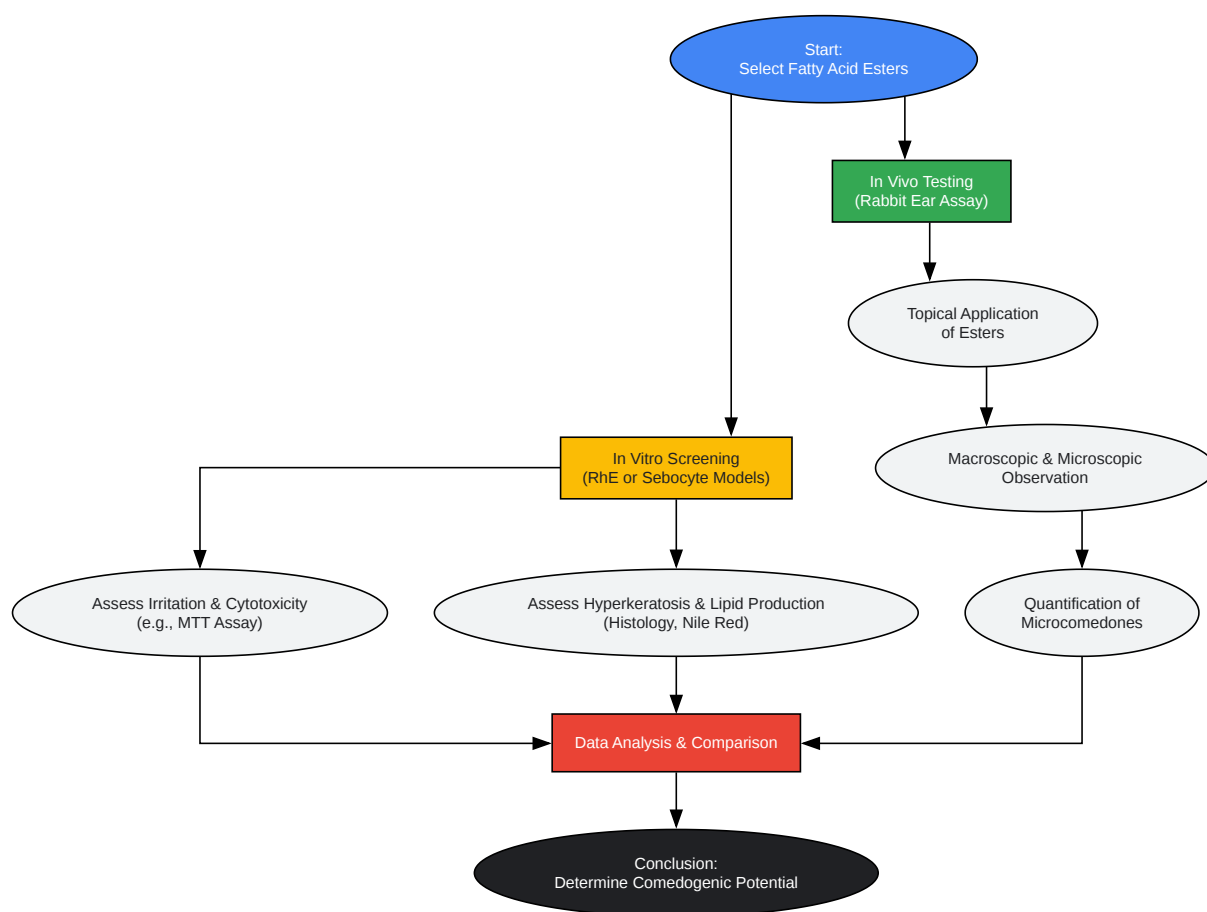 Start:
Select Fatty Acid Esters
In Vivo Testing
(Rabbit Ear Assay)
Topical Application
of Esters
In Vitro Screening
(RhE or Sebocyte Models)
Macroscopic & Microscopic
Observation
Assess Irritation & Cytotoxicity
(e.g., MTT Assay)
Assess Hyperkeratosis & Lipid Production
(Histology, Nile Red)
Quantification of
Microcomedones
Data Analysis & Comparison
Conclusion:
Determine Comedogenic Potential